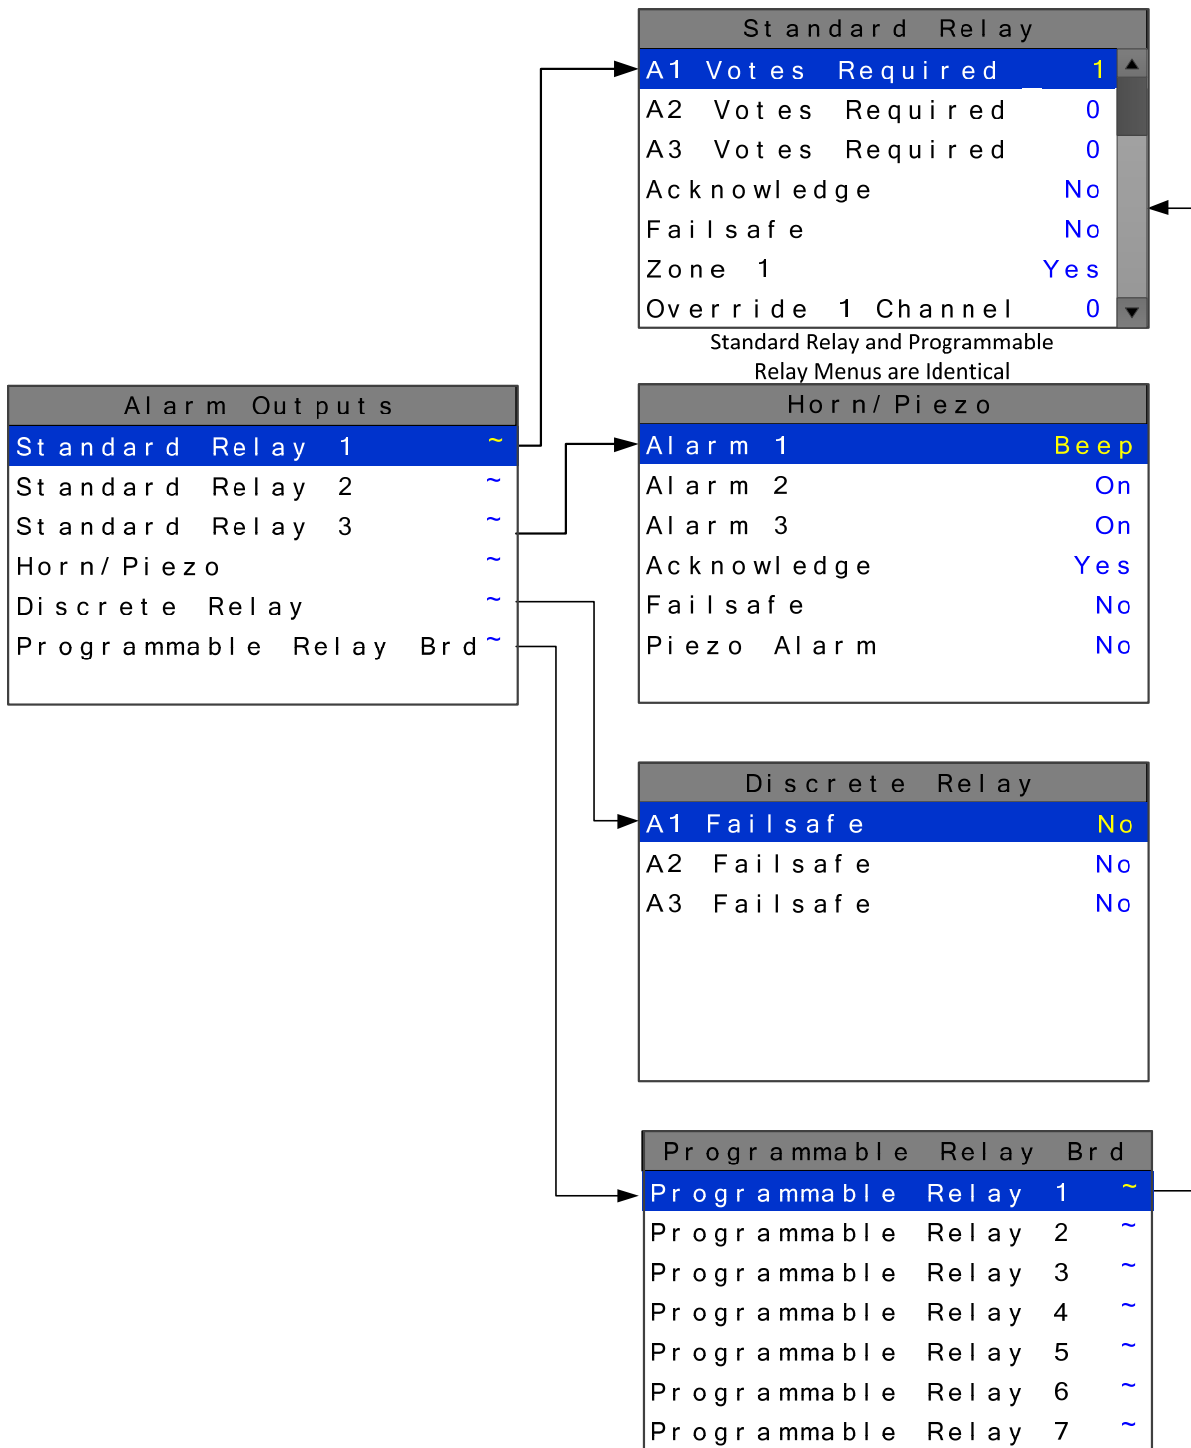 Standard Relay
A1 Votes Required 1
A2 Votes Required 0
A3 Votes Required 0
Acknowledge No
Failsafe No
Zone 1 Yes
Override 1 Channel 0
Standard Relay and Programmable
Relay Menus are Identical
Alarm Outputs
Standard Relay 1 ~
Standard Relay 2 ~
Standard Relay 3 ~
Horn/Piezo ~
Discrete Relay ~
Programmable Relay Brd ~
Horn/Piezo
Alarm 1 Beep
Alarm 2 On
Alarm 3 On
Acknowledge Yes
Failsafe No
Piezo Alarm No
Discrete Relay
A1 Failsafe No
A2 Failsafe No
A3 Failsafe No
Programmable Relay Brd
Programmable Relay 1 ~
Programmable Relay 2 ~
Programmable Relay 3 ~
Programmable Relay 4 ~
Programmable Relay 5 ~
Programmable Relay 6 ~
Programmable Relay 7 ~